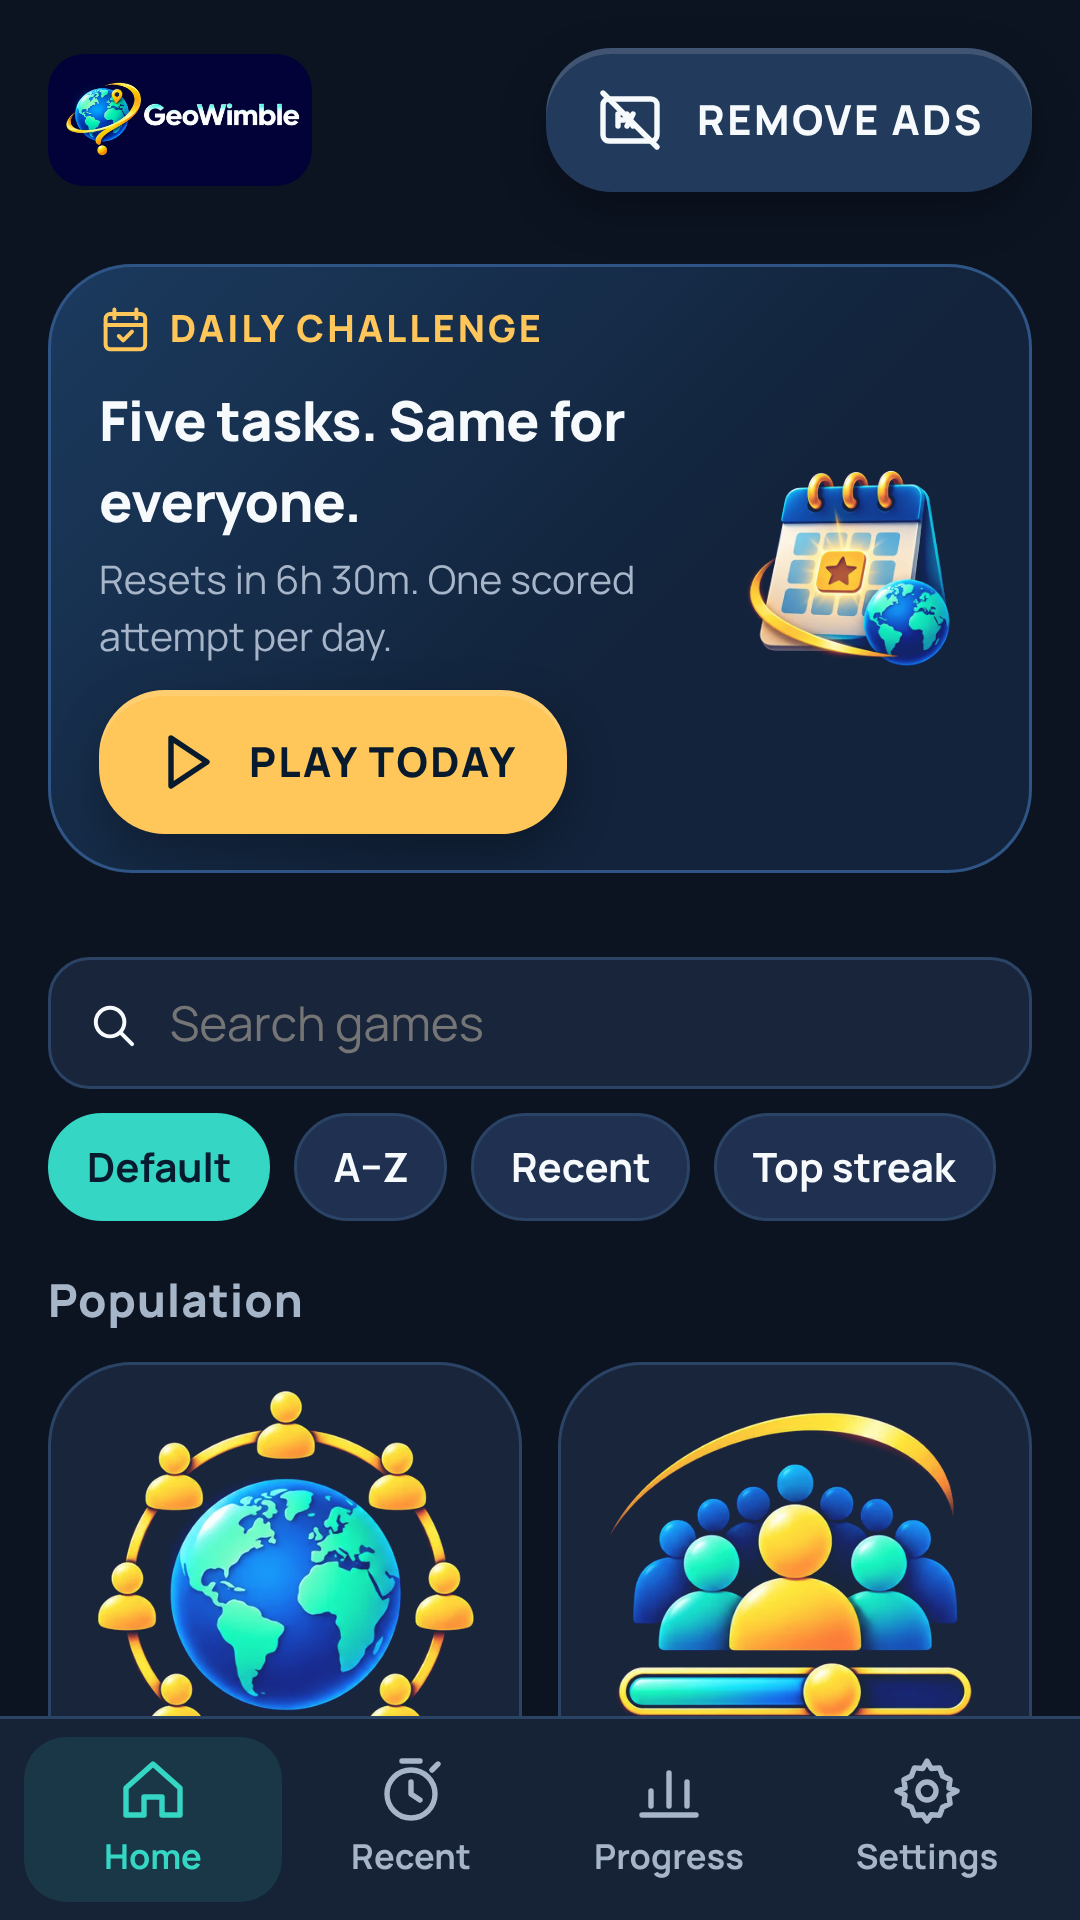 GeoWimble
REMOVE ADS
DAILY CHALLENGE
Five tasks. Same for
everyone.
Resets in 6h 30m. One scored
attempt per day.
PLAY TODAY
Search games
Default
A–Z
Recent
Top streak
Population
Home
Recent
Progress
Settings